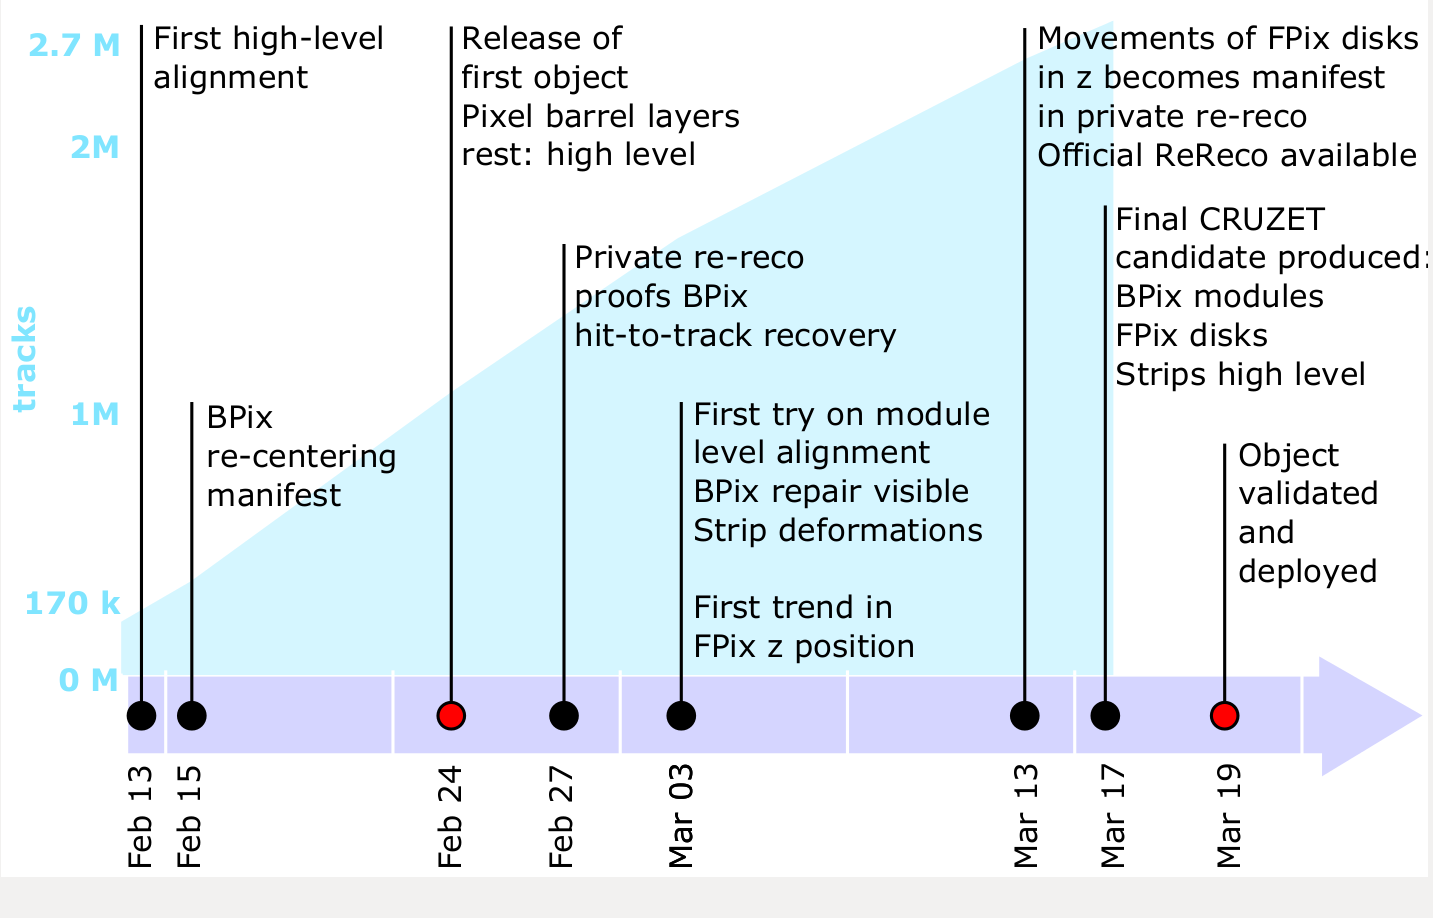 2.7 M
2M
tracks
1M
170 k
0 M
First high-level
alignment
BPix
re-centering
manifest
Release of
first object
Pixel barrel layers
rest: high level
Private re-reco
proofs BPix
hit-to-track recovery
First try on module
level alignment
BPix repair visible
Strip deformations
First trend in
FPix z position
Movements of FPix disks
in z becomes manifest
in private re-reco
Official ReReco available
Final CRUZET
candidate produced:
BPix modules
FPix disks
Strips high level
Object
validated
and
deployed
Feb 13
Feb 15
Feb 24
Feb 27
Mar 03
Mar 13
Mar 17
Mar 19